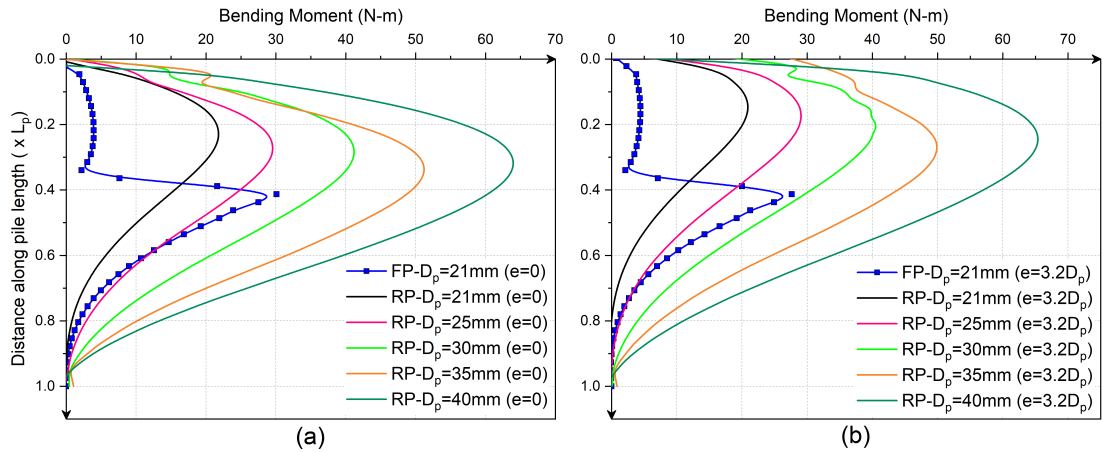 Bending Moment (N-m)
0 10 20 30 40 50 60 70
Distance along pile length ( x Lp)
0.0
0.2
0.4
0.6
0.8
1.0
FP-Dp=21mm (e=0)
RP-Dp=21mm (e=0)
RP-Dp=25mm (e=0)
RP-Dp=30mm (e=0)
RP-Dp=35mm (e=0)
RP-Dp=40mm (e=0)
(a)
Bending Moment (N-m)
0 10 20 30 40 50 60 70
0.0
0.2
0.4
0.6
0.8
1.0
FP-Dp=21mm (e=3.2Dp)
RP-Dp=21mm (e=3.2Dp)
RP-Dp=25mm (e=3.2Dp)
RP-Dp=30mm (e=3.2Dp)
RP-Dp=35mm (e=3.2Dp)
RP-Dp=40mm (e=3.2Dp)
(b)